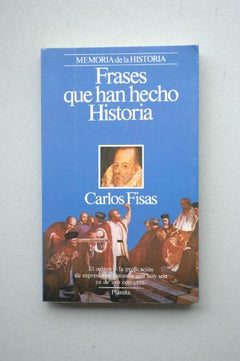 MEMORIA de la HISTORIA
Frases
que han hecho
Historia
Carlos Fisas
El origen y la explicación
de expresiones famosas que hoy son
ya de uso corriente.
Planeta